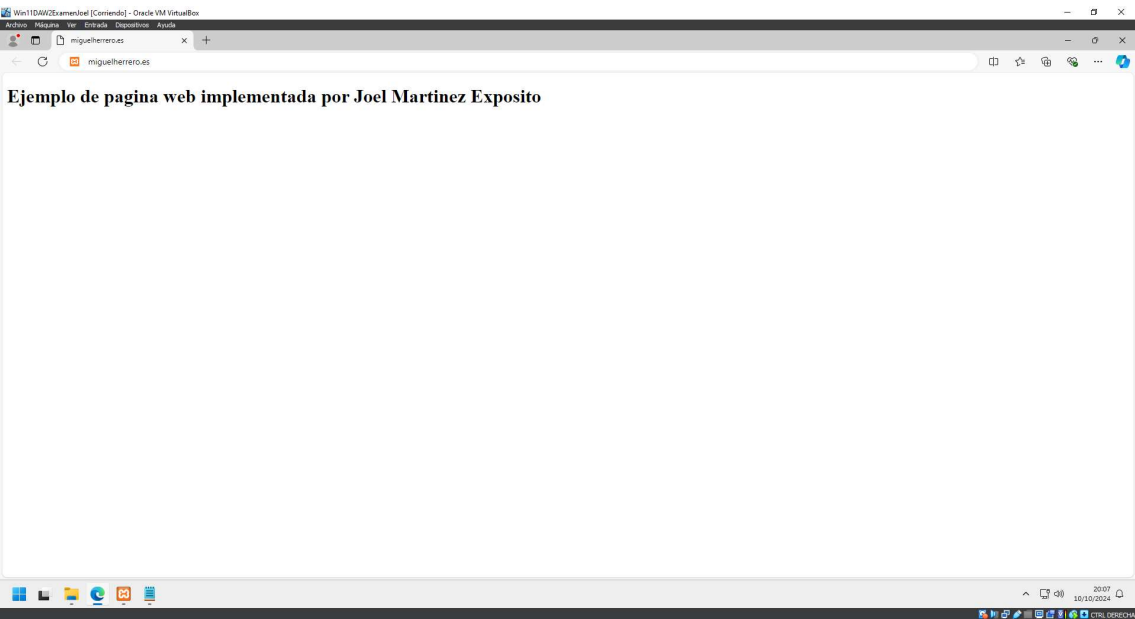 Win11DAW2ExamenJoel [Corriendo] - Oracle VM VirtualBox
Archivo Máquina Ver Entrada Dispositivos Ayuda
miguelherrero.es
miguelherrero.es
Ejemplo de pagina web implementada por Joel Martinez Exposito
20:07
10/10/2024
CTRL DERECHA